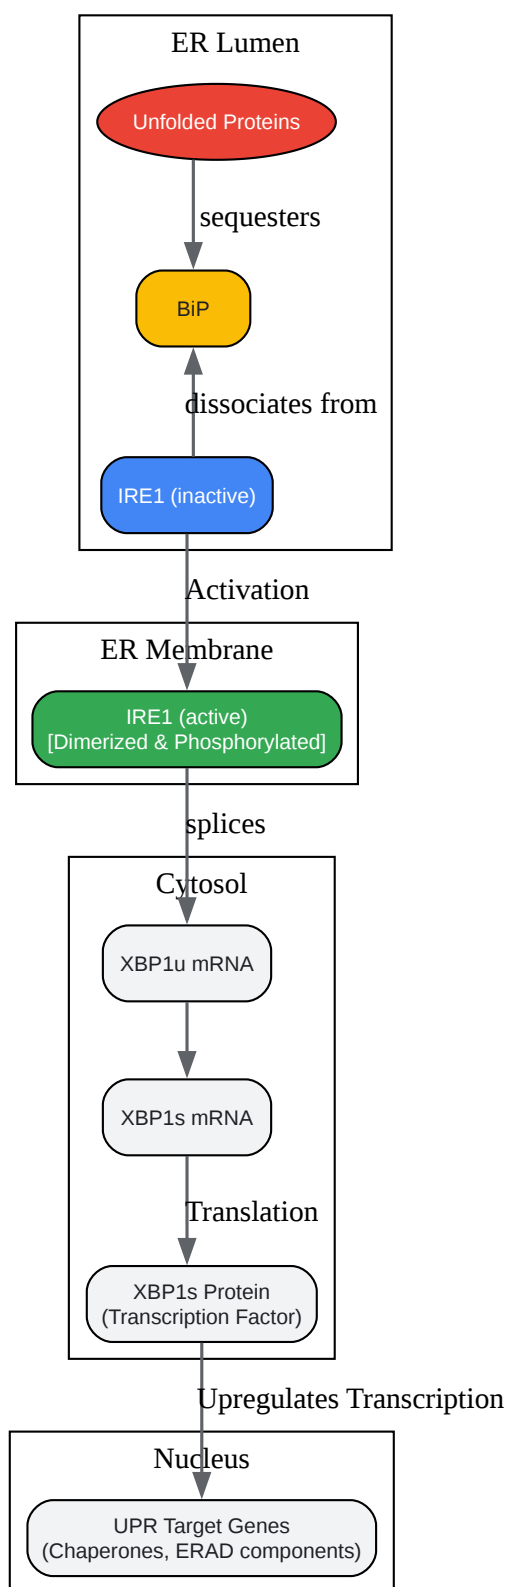 ER Lumen
Unfolded Proteins
sequesters
BiP
dissociates from
IRE1 (inactive)
Activation
ER Membrane
IRE1 (active)
[Dimerized & Phosphorylated]
splices
Cytosol
XBP1u mRNA
XBP1s mRNA
Translation
XBP1s Protein
(Transcription Factor)
Upregulates Transcription
Nucleus
UPR Target Genes
(Chaperones, ERAD components)